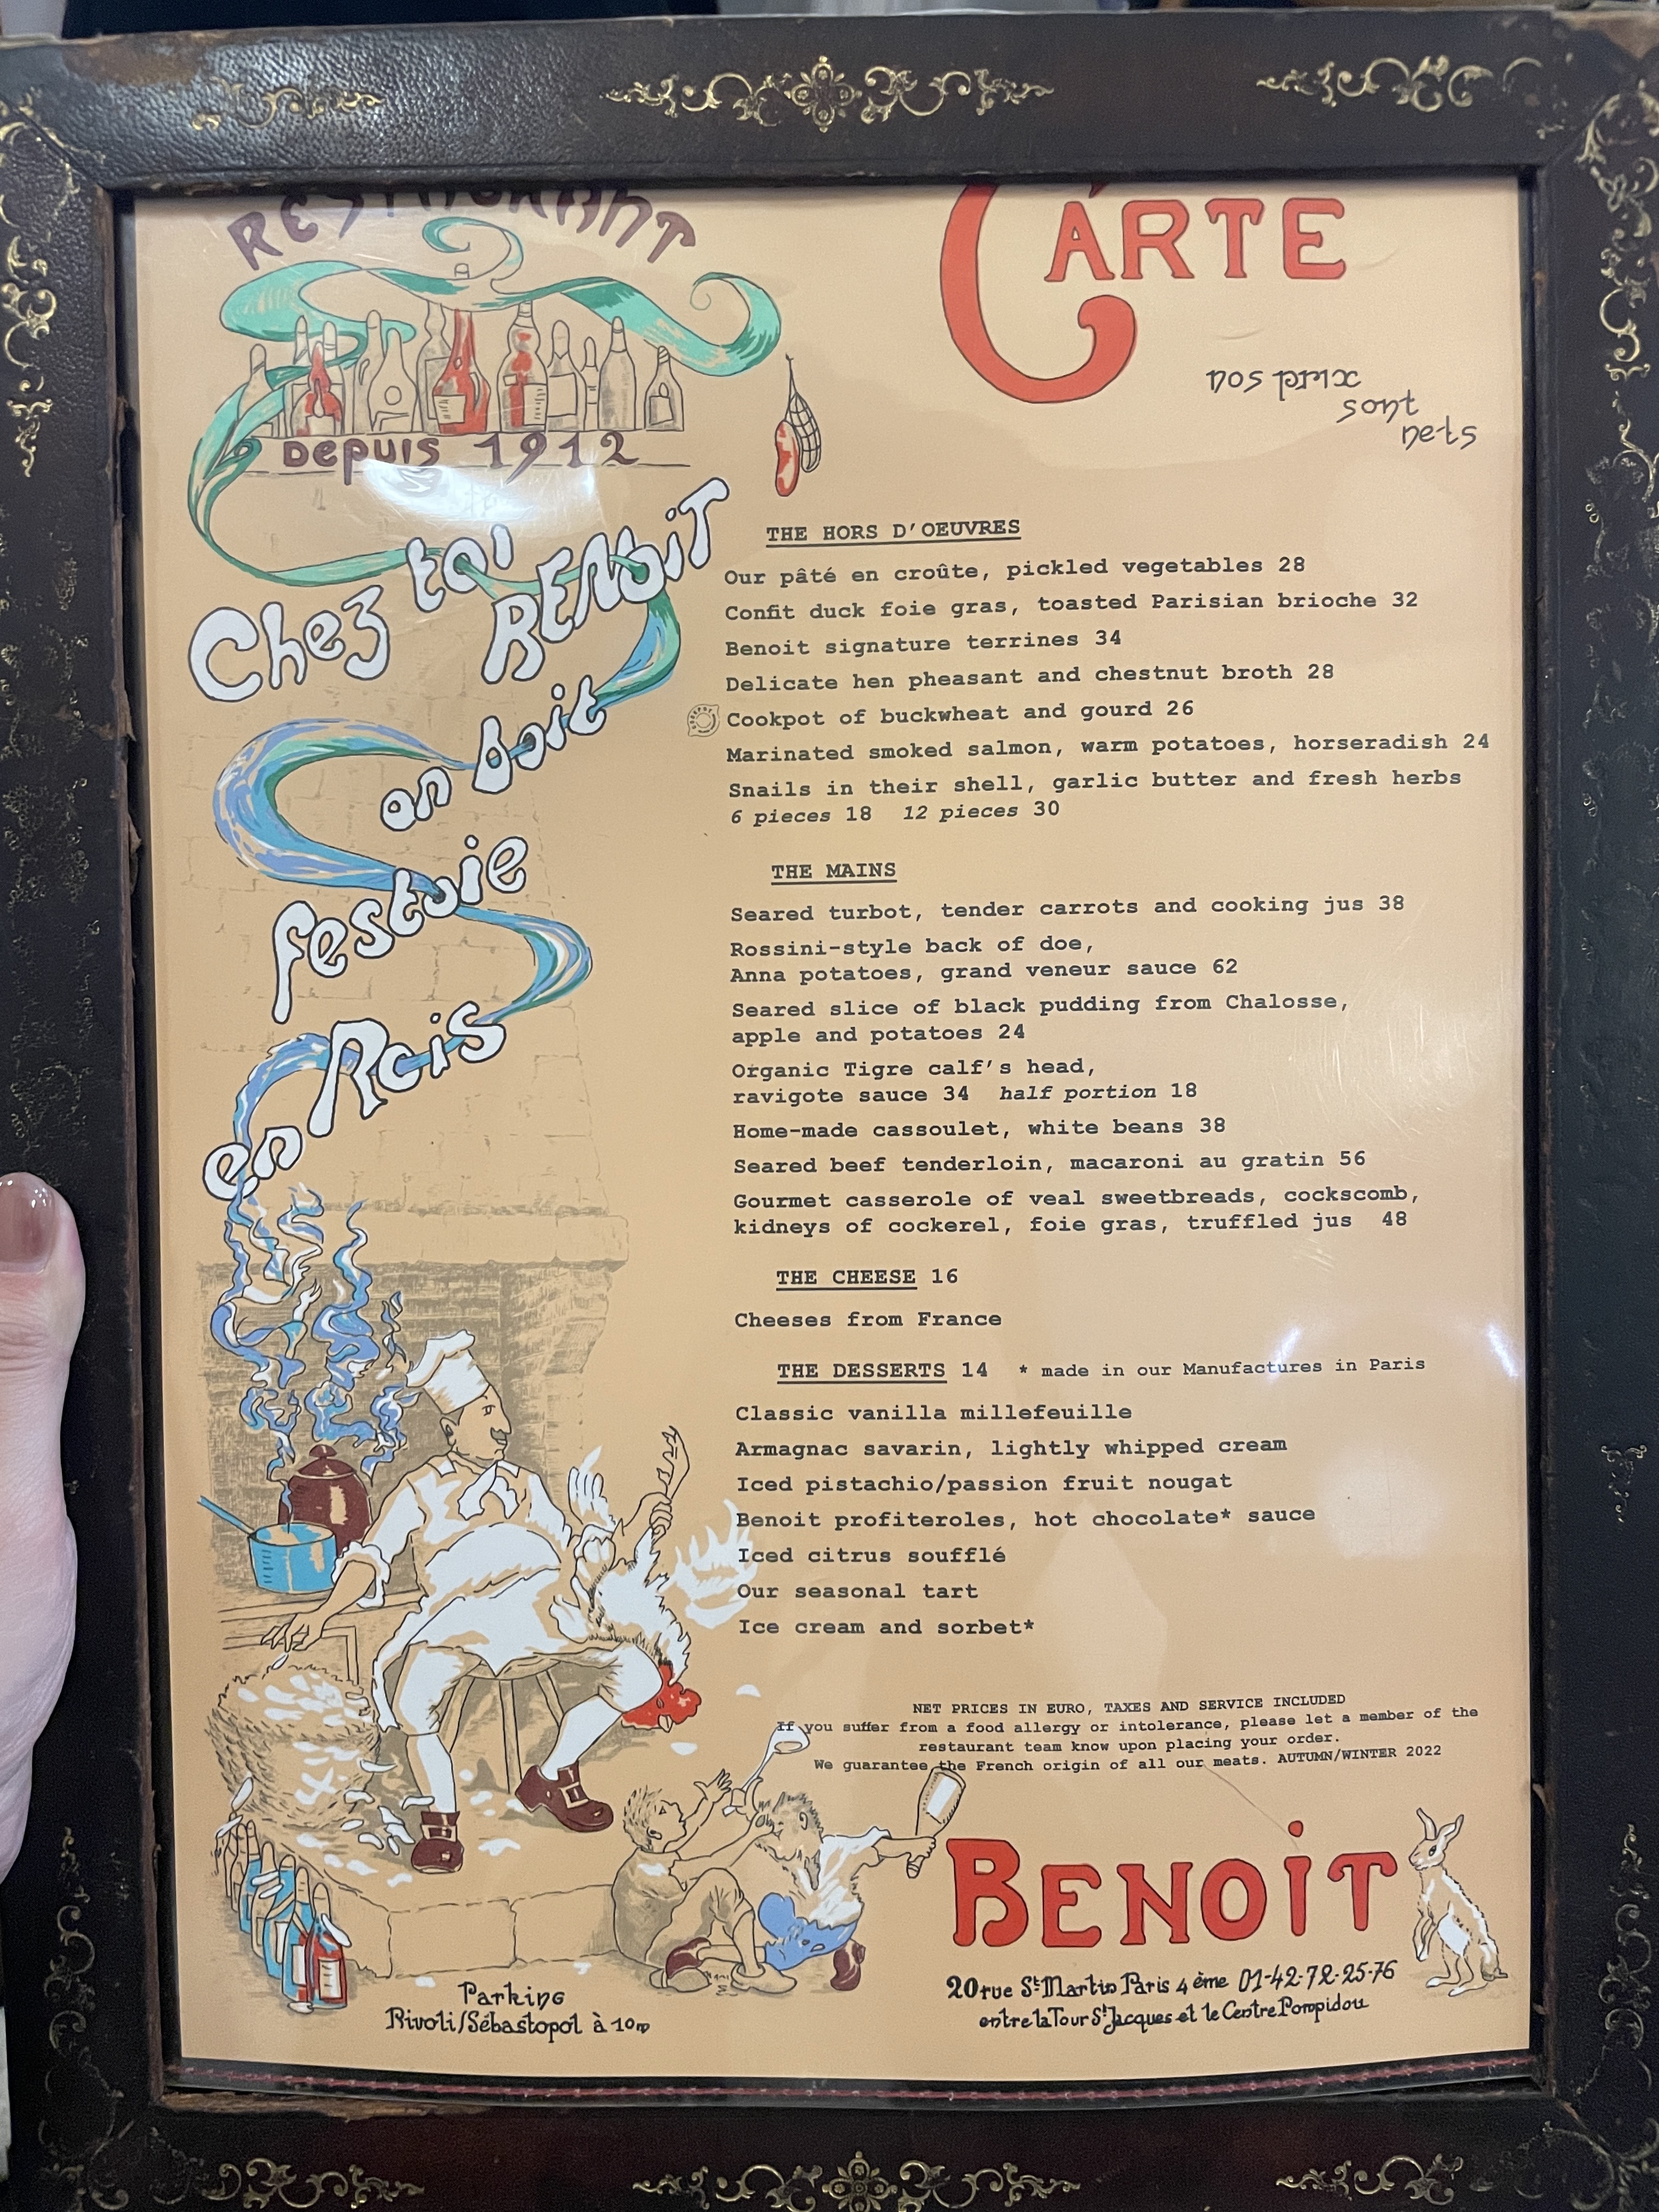 RESTAURANT
Depuis 1912
Chez toi
BENOIT
on boit
festoie
en Rois
CARTE
nos prix
sont
nets
THE HORS D'OEUVRES
Our pâté en croûte, pickled vegetables 28
Confit duck foie gras, toasted Parisian brioche 32
Benoit signature terrines 34
Delicate hen pheasant and chestnut broth 28
Cookpot of buckwheat and gourd 26
Marinated smoked salmon, warm potatoes, horseradish 24
Snails in their shell, garlic butter and fresh herbs
6 pieces 18 12 pieces 30
THE MAINS
Seared turbot, tender carrots and cooking jus 38
Rossini-style back of doe,
Anna potatoes, grand veneur sauce 62
Seared slice of black pudding from Chalosse,
apple and potatoes 24
Organic Tigre calf's head,
ravigote sauce 34 half portion 18
Home-made cassoulet, white beans 38
Seared beef tenderloin, macaroni au gratin 56
Gourmet casserole of veal sweetbreads, cockscomb,
kidneys of cockerel, foie gras, truffled jus 48
THE CHEESE 16
Cheeses from France
THE DESSERTS 14 * made in our Manufactures in Paris
Classic vanilla millefeuille
Armagnac savarin, lightly whipped cream
Iced pistachio/passion fruit nougat
Benoit profiteroles, hot chocolate* sauce
Iced citrus soufflé
Our seasonal tart
Ice cream and sorbet*
NET PRICES IN EURO, TAXES AND SERVICE INCLUDED
If you suffer from a food allergy or intolerance, please let a member of the
restaurant team know upon placing your order.
We guarantee the French origin of all our meats. AUTUMN/WINTER 2022
BENOIT
20 rue St Martin Paris 4ème 01-42-72-25-76
entre la Tour St Jacques et le Centre Pompidou
Parking
Rivoli/Sébastopol à 10m